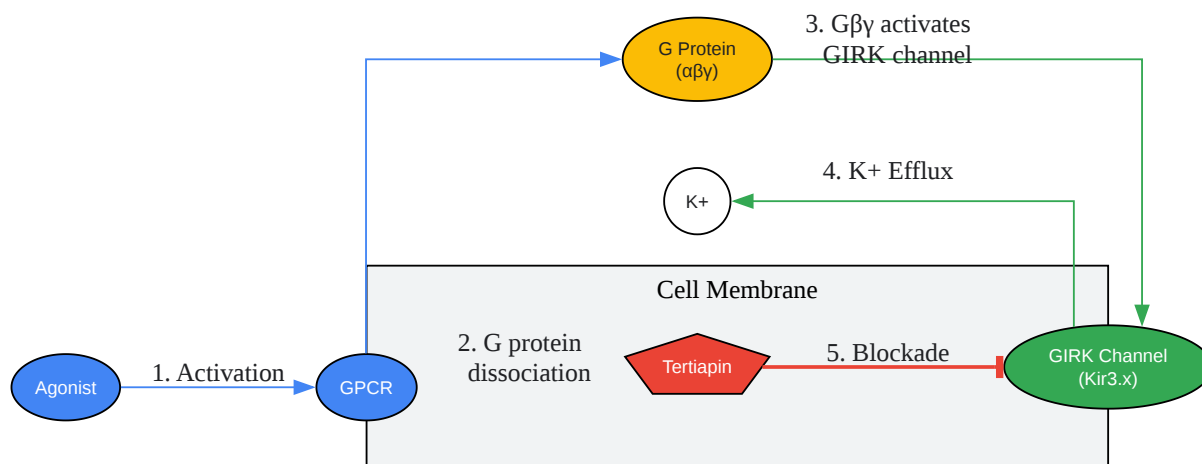 3. Gβγ activates
GIRK channel
G Protein
(αβγ)
4. K+ Efflux
K+
Cell Membrane
2. G protein
dissociation
5. Blockade
Tertiapin
GIRK Channel
(Kir3.x)
1. Activation
Agonist
GPCR